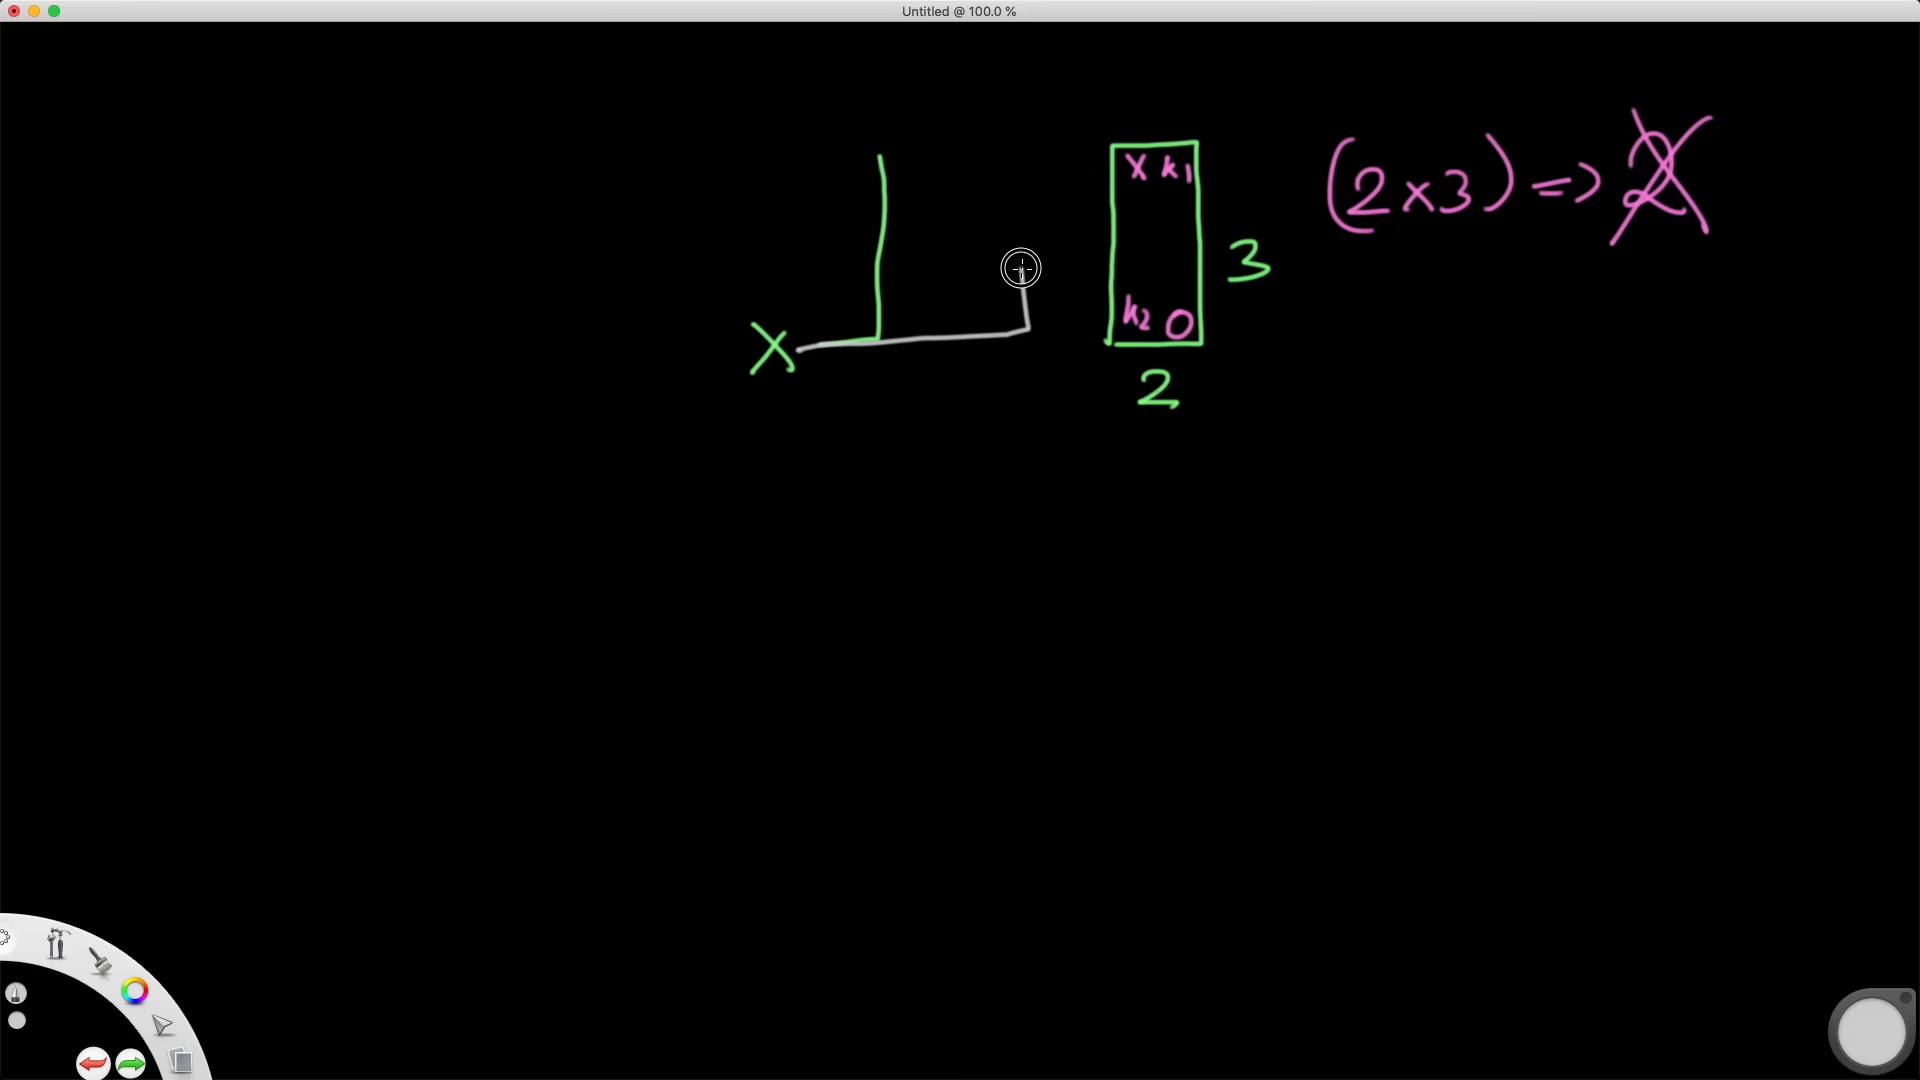 Untitled @ 100.0 %
X k1
(2x3) => 2
3
X
k2 0
2